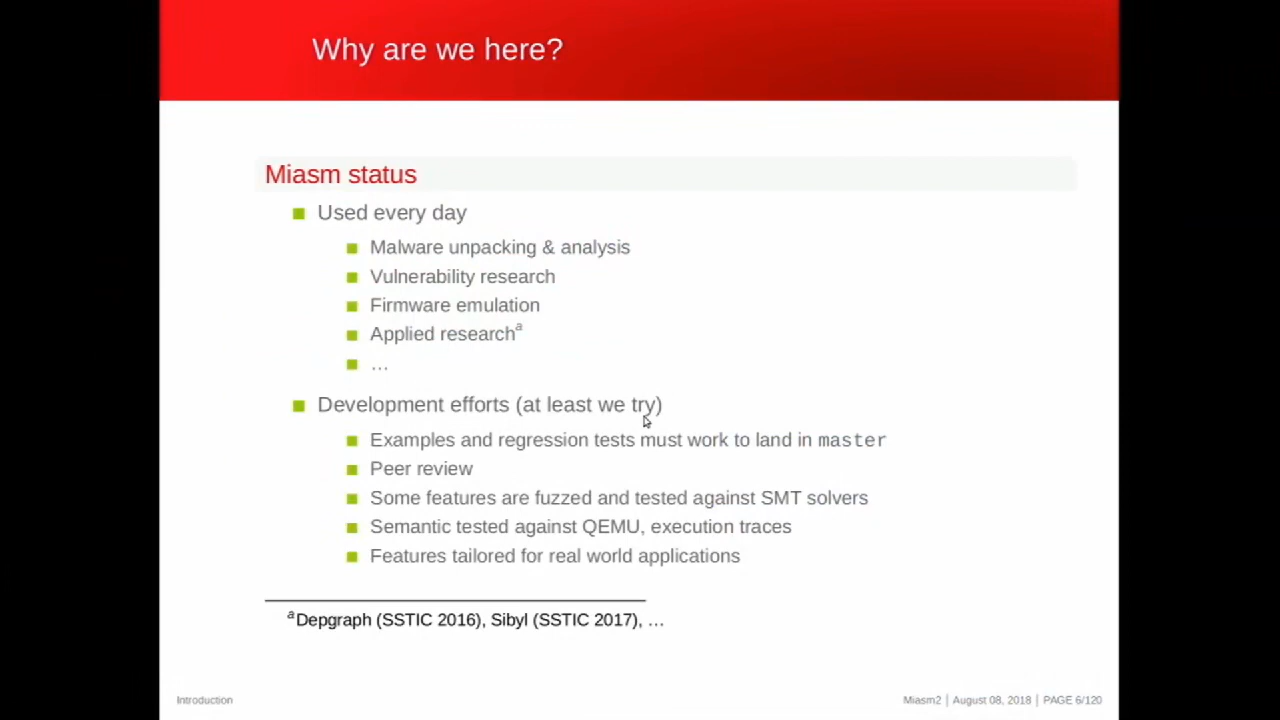 Why are we here?
Miasm status
Used every day
Malware unpacking & analysis
Vulnerability research
Firmware emulation
Applied researchᵃ
…
Development efforts (at least we try)
Examples and regression tests must work to land in master
Peer review
Some features are fuzzed and tested against SMT solvers
Semantic tested against QEMU, execution traces
Features tailored for real world applications
ᵃDepgraph (SSTIC 2016), Sibyl (SSTIC 2017), …
Introduction
Miasm2 | August 08, 2018 | PAGE 6/120